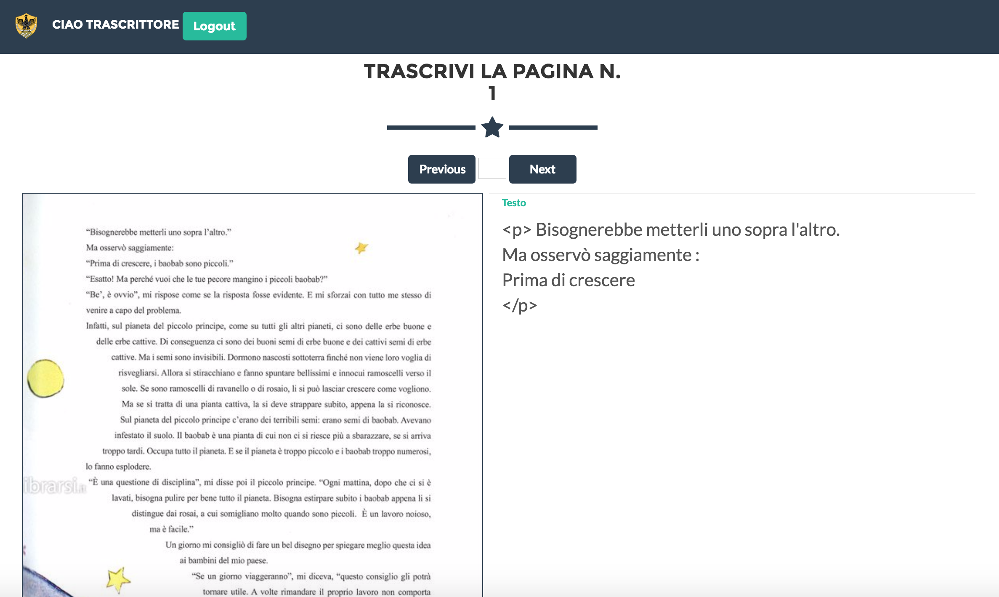 CIAO TRASCRITTORE Logout
TRASCRIVI LA PAGINA N.
1
Previous Next
“Bisognerebbe metterli uno sopra l’altro.”
Ma osservò saggiamente:
“Prima di crescere, i baobab sono piccoli.”
“Esatto! Ma perché vuoi che le tue pecore mangino i piccoli baobab?”
“Be’, è ovvio”, mi rispose come se la risposta fosse evidente. E mi sforzai con tutto me stesso di
venire a capo del problema.
Infatti, sul pianeta del piccolo principe, come su tutti gli altri pianeti, ci sono delle erbe buone e
delle erbe cattive. Di conseguenza ci sono dei buoni semi di erbe buone e dei cattivi semi di erbe
cattive. Ma i semi sono invisibili. Dormono nascosti sottoterra finché non viene loro voglia di
risvegliarsi. Allora si stiracchiano e fanno spuntare bellissimi e innocui ramoscelli verso il
sole. Se sono ramoscelli di ravanello o di rosaio, li si può lasciar crescere come vogliono.
Ma se si tratta di una pianta cattiva, la si deve strappare subito, appena la si riconosce.
Sul pianeta del piccolo principe c’erano dei terribili semi: erano semi di baobab. Avevano
infestato il suolo. Il baobab è una pianta di cui non ci si riesce più a sbarazzare, se si arriva
troppo tardi. Occupa tutto il pianeta. E se il pianeta è troppo piccolo e i baobab troppo numerosi,
lo fanno esplodere.
ibrarsi.it
“È una questione di disciplina”, mi disse poi il piccolo principe. “Ogni mattina, dopo che ci si è
lavati, bisogna pulire per bene tutto il pianeta. Bisogna estirpare subito i baobab appena li si
distingue dai rosai, a cui somigliano molto quando sono piccoli. È un lavoro noioso,
ma è facile.”
Un giorno mi consigliò di fare un bel disegno per spiegare meglio questa idea
ai bambini del mio paese.
“Se un giorno viaggeranno”, mi diceva, “questo consiglio gli potrà
tornare utile. A volte rimandare il proprio lavoro non comporta
Testo
<p> Bisognerebbe metterli uno sopra l'altro.
Ma osservò saggiamente :
Prima di crescere
</p>